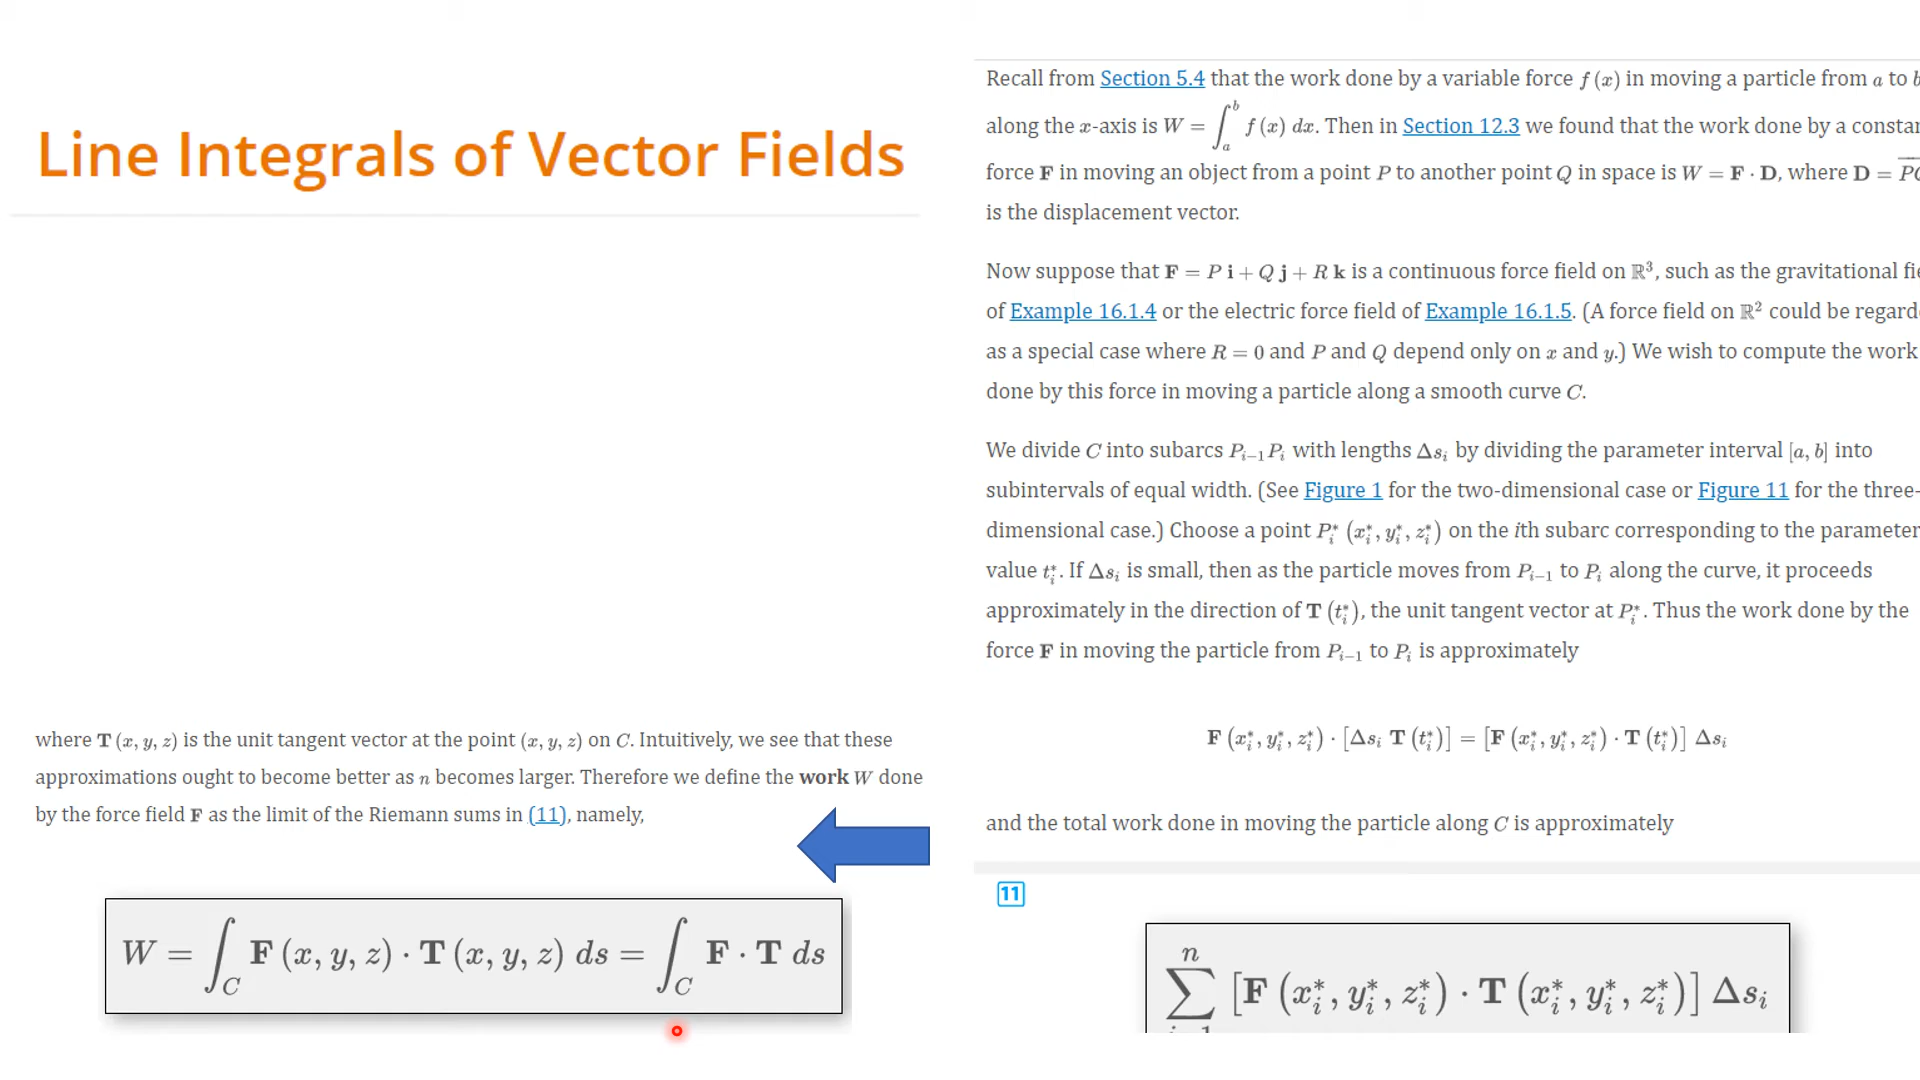 Line Integrals of Vector Fields
where T (x, y, z) is the unit tangent vector at the point (x, y, z) on C. Intuitively, we see that these
approximations ought to become better as n becomes larger. Therefore we define the work W done
by the force field F as the limit of the Riemann sums in (11), namely,
W = ∫_C F (x, y, z) · T (x, y, z) ds = ∫_C F · T ds
Recall from Section 5.4 that the work done by a variable force f (x) in moving a particle from a to b
along the x-axis is W = ∫_a^b f (x) dx. Then in Section 12.3 we found that the work done by a constan
force F in moving an object from a point P to another point Q in space is W = F · D, where D = P
is the displacement vector.
Now suppose that F = P i + Q j + R k is a continuous force field on ℝ³, such as the gravitational fi
of Example 16.1.4 or the electric force field of Example 16.1.5. (A force field on ℝ² could be regard
as a special case where R = 0 and P and Q depend only on x and y.) We wish to compute the work
done by this force in moving a particle along a smooth curve C.
We divide C into subarcs P_{i−1}P_i with lengths Δs_i by dividing the parameter interval [a, b] into
subintervals of equal width. (See Figure 1 for the two-dimensional case or Figure 11 for the three-
dimensional case.) Choose a point P_i^* (x_i^*, y_i^*, z_i^*) on the ith subarc corresponding to the parameter
value t_i^*. If Δs_i is small, then as the particle moves from P_{i−1} to P_i along the curve, it proceeds
approximately in the direction of T (t_i^*), the unit tangent vector at P_i^*. Thus the work done by the
force F in moving the particle from P_{i−1} to P_i is approximately
F (x_i^*, y_i^*, z_i^*) · [Δs_i T (t_i^*)] = [F (x_i^*, y_i^*, z_i^*) · T (t_i^*)] Δs_i
and the total work done in moving the particle along C is approximately
11
∑_{i=1}^n [F (x_i^*, y_i^*, z_i^*) · T (x_i^*, y_i^*, z_i^*)] Δs_i